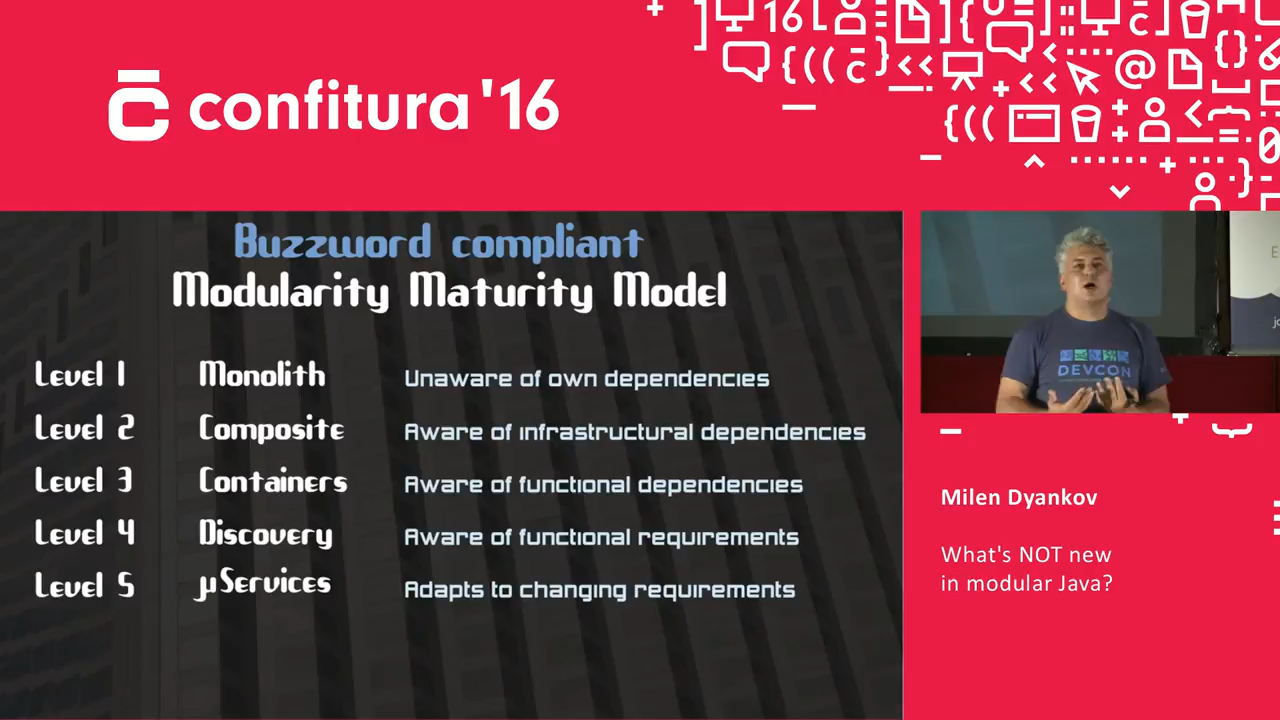 confitura '16
Buzzword compliant
Modularity Maturity Model
Level 1 Monolith Unaware of own dependencies
Level 2 Composite Aware of infrastructural dependencies
Level 3 Containers Aware of functional dependencies
Level 4 Discovery Aware of functional requirements
Level 5 µServices Adapts to changing requirements
DEVCON
Milen Dyankov
What's NOT new
in modular Java?